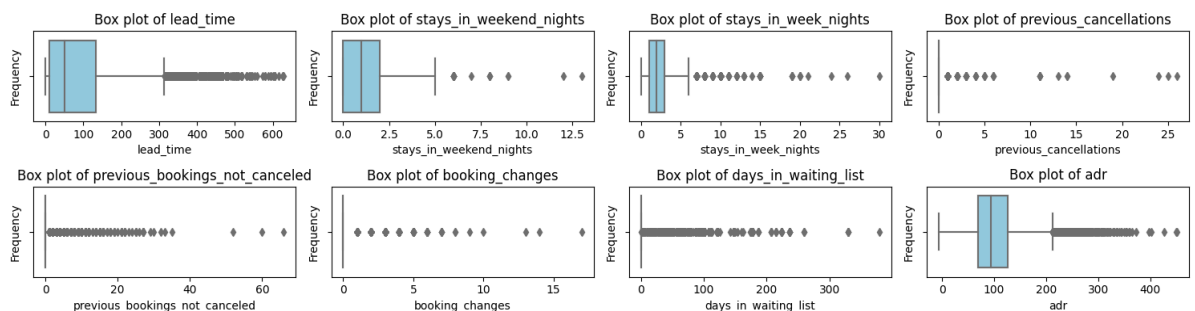 Box plot of lead_time
Frequency
0 100 200 300 400 500 600
lead_time
Box plot of stays_in_weekend_nights
Frequency
0.0 2.5 5.0 7.5 10.0 12.5
stays_in_weekend_nights
Box plot of stays_in_week_nights
Frequency
0 5 10 15 20 25 30
stays_in_week_nights
Box plot of previous_cancellations
Frequency
0 5 10 15 20 25
previous_cancellations
Box plot of previous_bookings_not_canceled
Frequency
0 20 40 60
previous_bookings_not_canceled
Box plot of booking_changes
Frequency
0 5 10 15
booking_changes
Box plot of days_in_waiting_list
Frequency
0 100 200 300
days_in_waiting_list
Box plot of adr
Frequency
0 100 200 300 400
adr